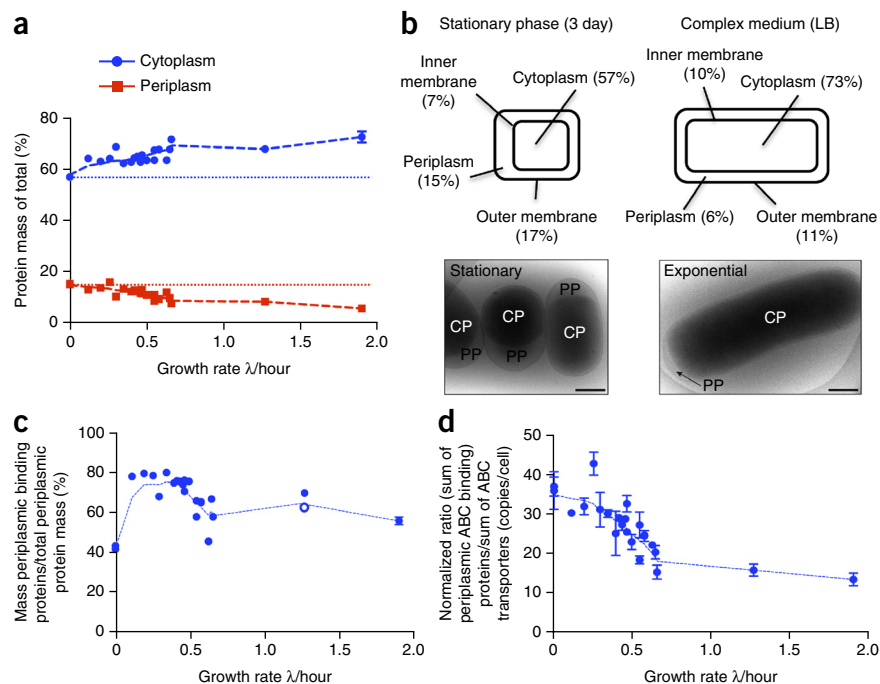 a
Cytoplasm
Periplasm
Protein mass of total (%)
80
60
40
20
0
0
0.5
1.0
1.5
2.0
Growth rate λ/hour
b
Stationary phase (3 day)
Complex medium (LB)
Inner
membrane
(7%)
Cytoplasm (57%)
Periplasm
(15%)
Outer membrane
(17%)
Inner membrane
(10%)
Cytoplasm (73%)
Periplasm (6%)
Outer membrane
(11%)
Stationary
PP
CP
CP
CP
PP
PP
Exponential
CP
PP
c
Mass periplasmic binding
proteins/total periplasmic
protein mass (%)
100
80
60
40
20
0
0
0.5
1.0
1.5
2.0
Growth rate λ/hour
d
Normalized ratio (sum of
periplasmic ABC binding)
proteins/sum of ABC
transporters (copies/cell)
50
40
30
20
10
0
0
0.5
1.0
1.5
2.0
Growth rate λ/hour